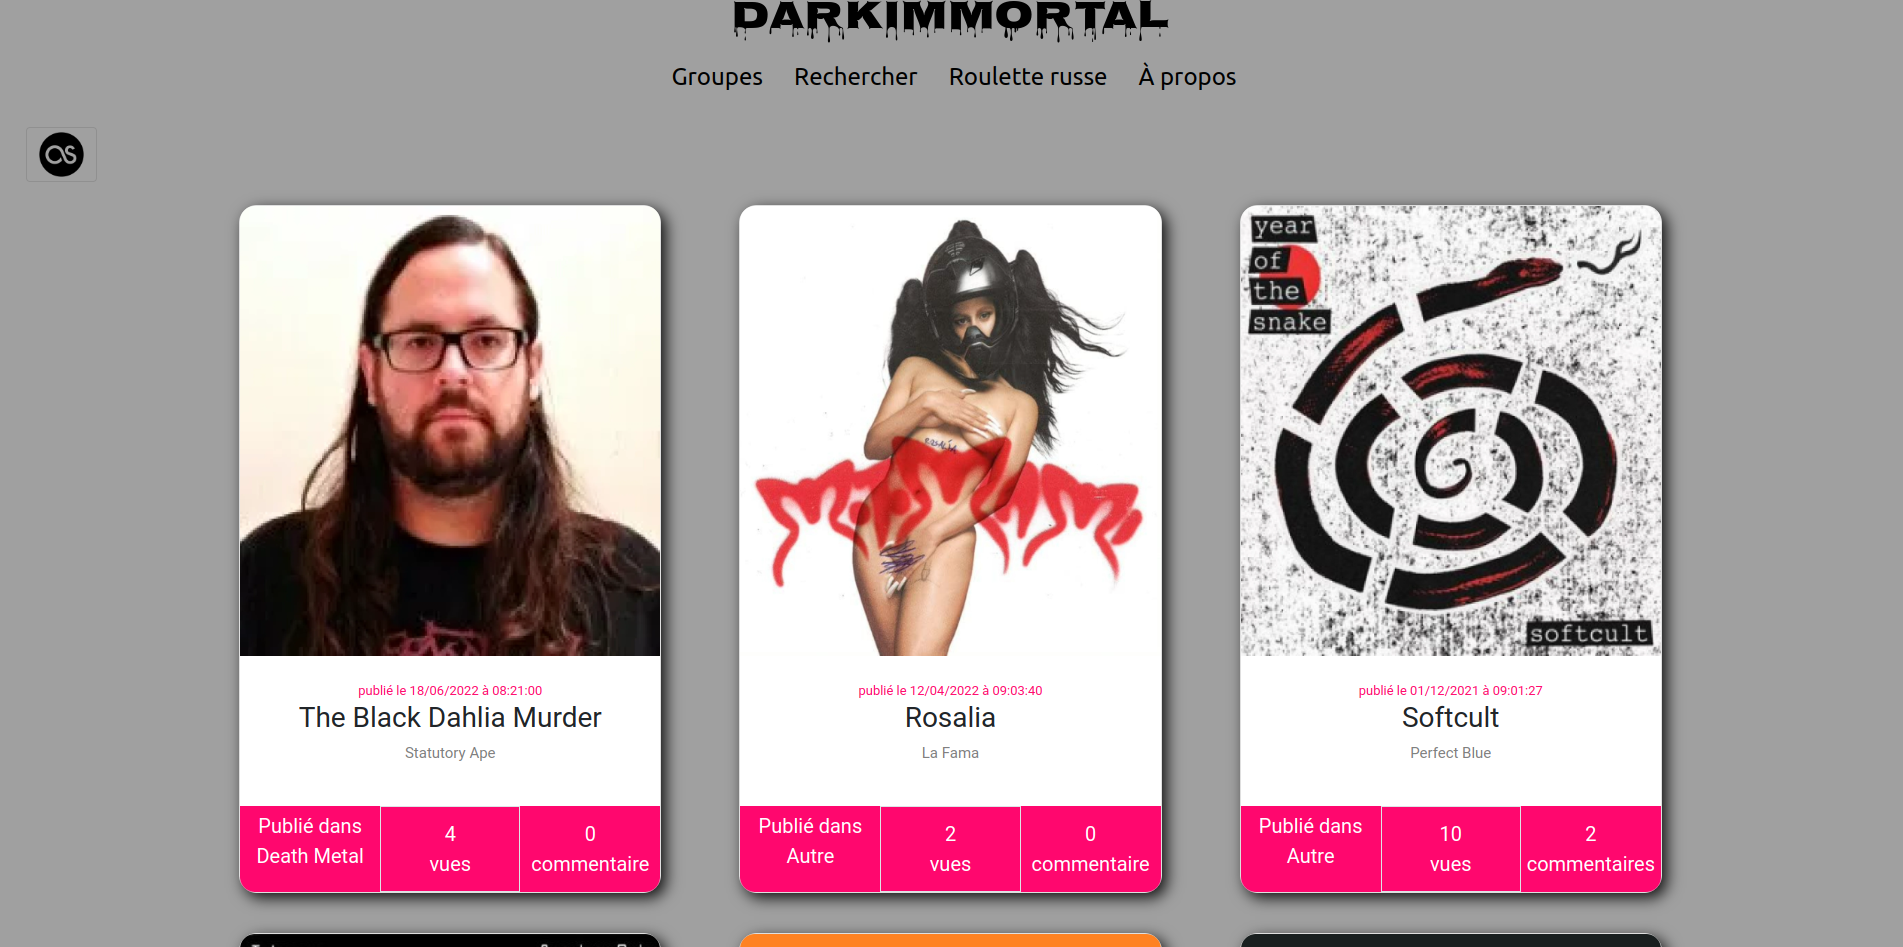 DARKIMMORTAL
Groupes Rechercher Roulette russe À propos
year
of
the
snake
ROSALÍA
MOTOMAMI
softcult
publié le 18/06/2022 à 08:21:00
The Black Dahlia Murder
Statutory Ape
Publié dans
Death Metal
4
vues
0
commentaire
publié le 12/04/2022 à 09:03:40
Rosalia
La Fama
Publié dans
Autre
2
vues
0
commentaire
publié le 01/12/2021 à 09:01:27
Softcult
Perfect Blue
Publié dans
Autre
10
vues
2
commentaires